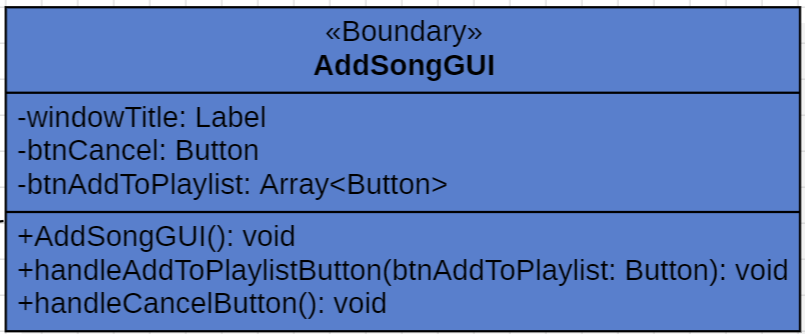 «Boundary»
AddSongGUI
-windowTitle: Label
-btnCancel: Button
-btnAddToPlaylist: Array<Button>
+AddSongGUI(): void
+handleAddToPlaylistButton(btnAddToPlaylist: Button): void
+handleCancelButton(): void